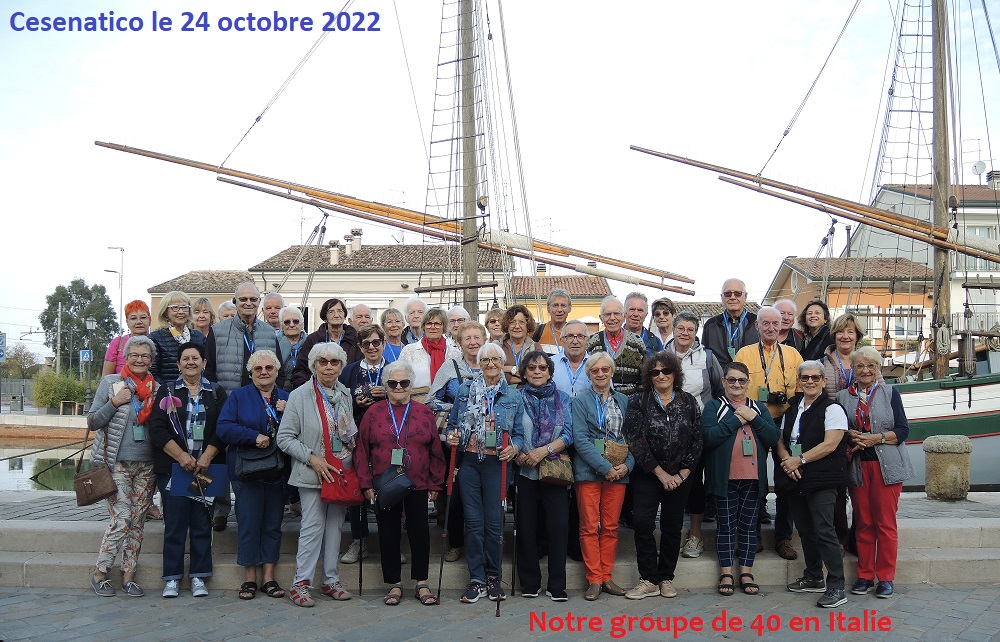 Cesenatico le 24 octobre 2022
Notre groupe de 40 en Italie